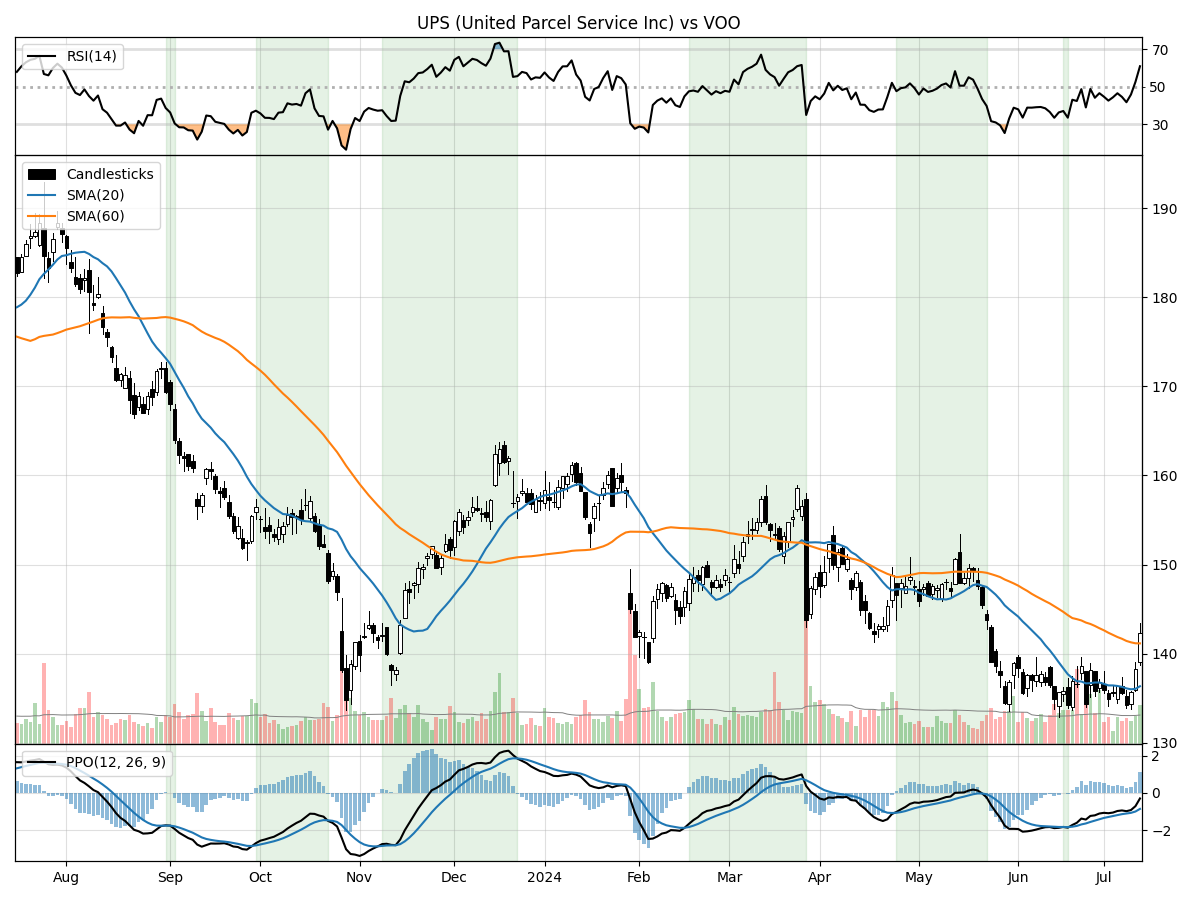 UPS (United Parcel Service Inc) vs VOO
RSI(14)
70
50
30
Candlesticks
SMA(20)
SMA(60)
190
180
170
160
150
140
130
PPO(12, 26, 9)
2
0
−2
Aug Sep Oct Nov Dec 2024 Feb Mar Apr May Jun Jul